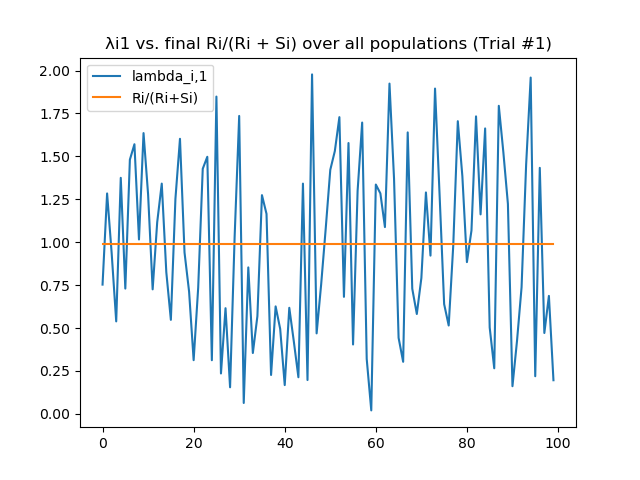 λi1 vs. final Ri/(Ri + Si) over all populations (Trial #1)
lambda_i,1
Ri/(Ri+Si)
2.00
1.75
1.50
1.25
1.00
0.75
0.50
0.25
0.00
0 20 40 60 80 100